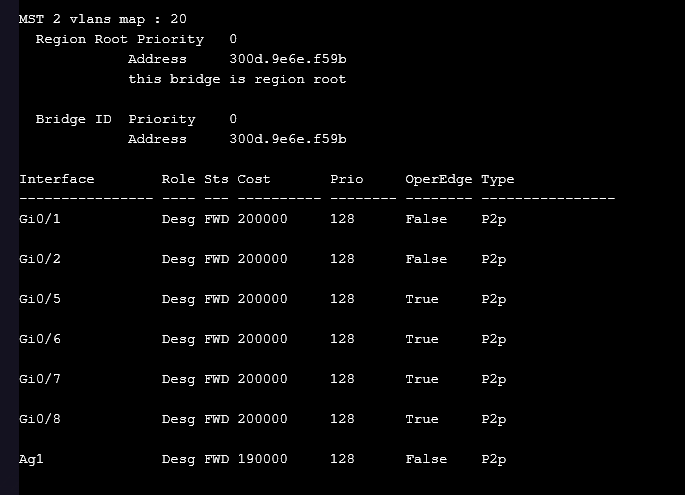 MST 2 vlans map : 20
  Region Root Priority   0
             Address     300d.9e6e.f59b
             this bridge is region root

  Bridge ID  Priority    0
             Address     300d.9e6e.f59b

Interface        Role Sts Cost       Prio     OperEdge Type
---------------- ---- --- ---------- -------- -------- ----------------
Gi0/1            Desg FWD 200000     128      False    P2p
Gi0/2            Desg FWD 200000     128      False    P2p
Gi0/5            Desg FWD 200000     128      True     P2p
Gi0/6            Desg FWD 200000     128      True     P2p
Gi0/7            Desg FWD 200000     128      True     P2p
Gi0/8            Desg FWD 200000     128      True     P2p
Ag1              Desg FWD 190000     128      False    P2p